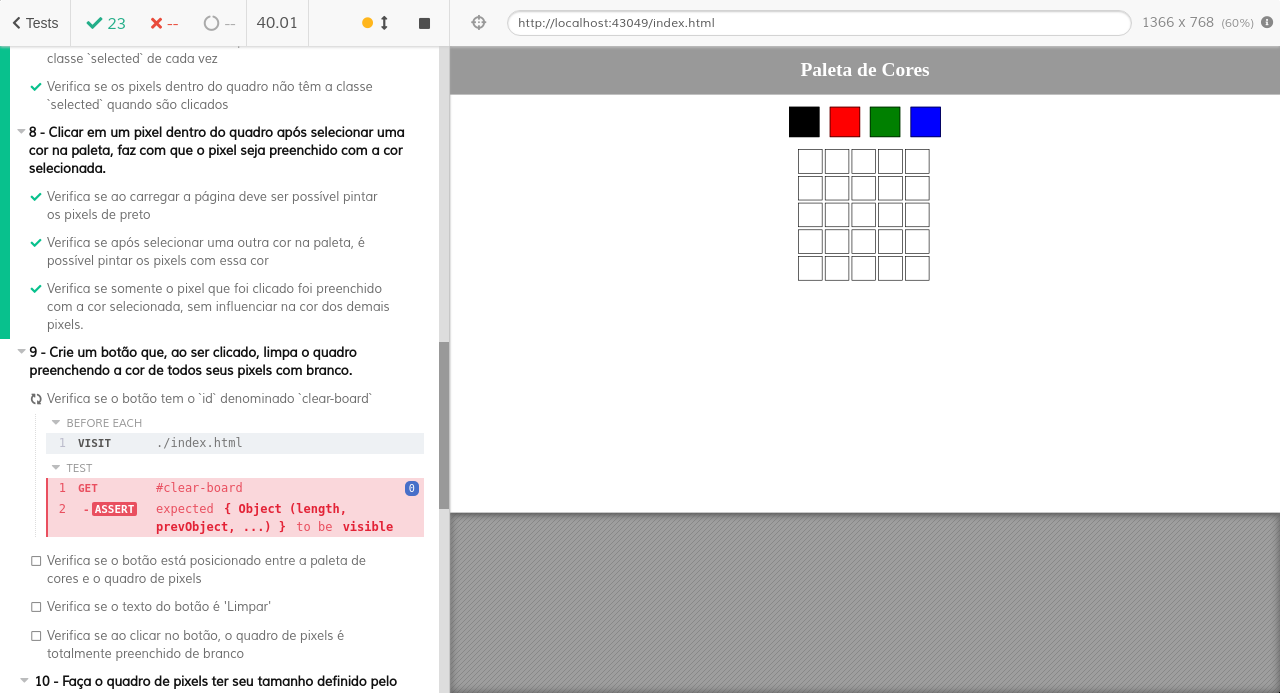 Tests
23
--
--
40.01
http://localhost:43049/index.html
1366 x 768 (60%)
classe `selected` de cada vez
Verifica se os pixels dentro do quadro não têm a classe
`selected` quando são clicados
8 - Clicar em um pixel dentro do quadro após selecionar uma
cor na paleta, faz com que o pixel seja preenchido com a cor
selecionada.
Verifica se ao carregar a página deve ser possível pintar
os pixels de preto
Verifica se após selecionar uma outra cor na paleta, é
possível pintar os pixels com essa cor
Verifica se somente o pixel que foi clicado foi preenchido
com a cor selecionada, sem influenciar na cor dos demais
pixels.
9 - Crie um botão que, ao ser clicado, limpa o quadro
preenchendo a cor de todos seus pixels com branco.
Verifica se o botão tem o `id` denominado `clear-board`
BEFORE EACH
1 VISIT ./index.html
TEST
1 GET #clear-board 0
2 -ASSERT expected { Object (length,
prevObject, ...) } to be visible
Verifica se o botão está posicionado entre a paleta de
cores e o quadro de pixels
Verifica se o texto do botão é 'Limpar'
Verifica se ao clicar no botão, o quadro de pixels é
totalmente preenchido de branco
10 - Faça o quadro de pixels ter seu tamanho definido pelo
Paleta de Cores